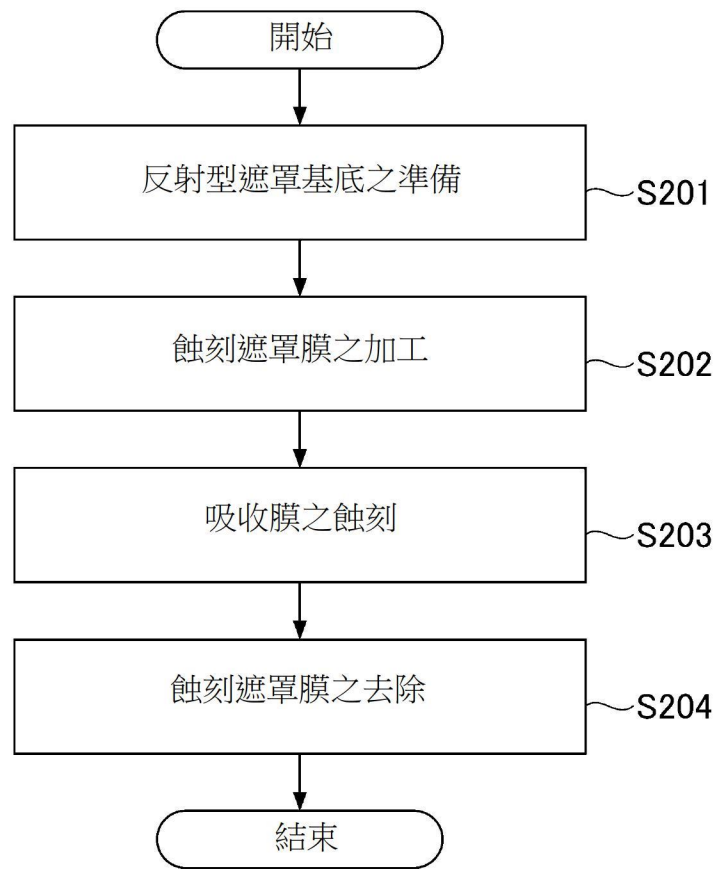 開始
反射型遮罩基底之準備
S201
蝕刻遮罩膜之加工
S202
吸收膜之蝕刻
S203
蝕刻遮罩膜之去除
S204
結束